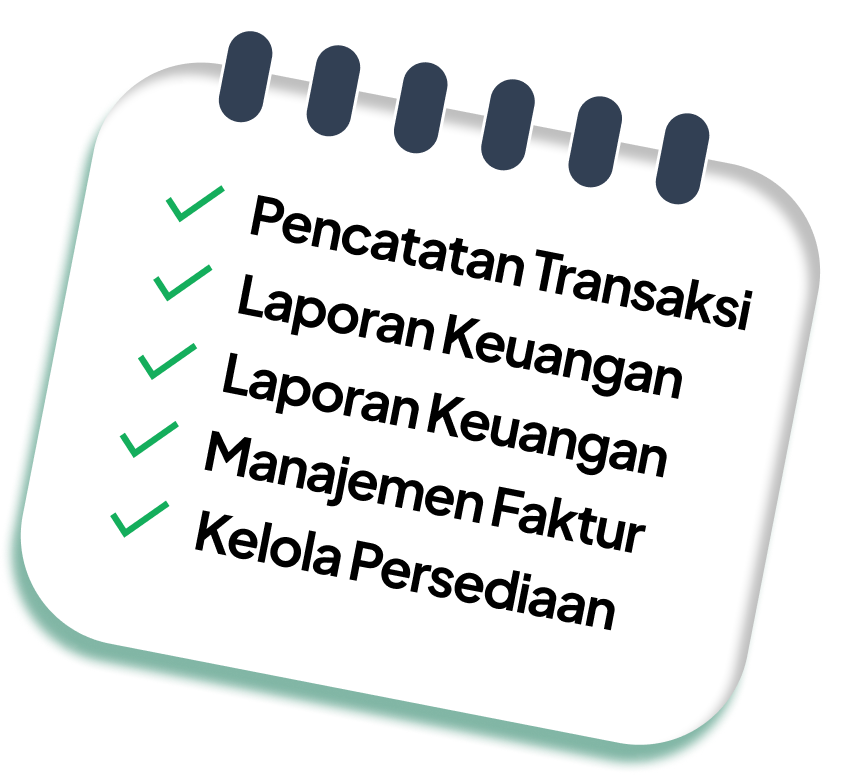 Pencatatan Transaksi
Laporan Keuangan
Laporan Keuangan
Manajemen Faktur
Kelola Persediaan